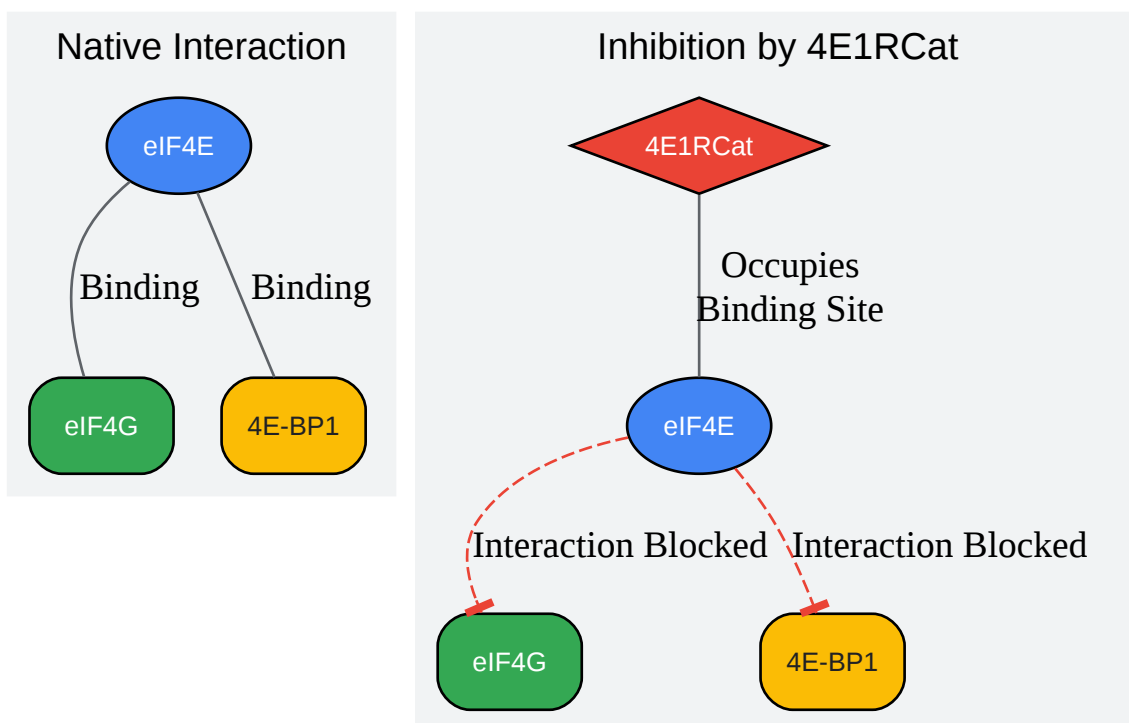 Native Interaction
eIF4E
Binding
Binding
eIF4G
4E-BP1
Inhibition by 4E1RCat
4E1RCat
Occupies
Binding Site
eIF4E
Interaction Blocked
Interaction Blocked
eIF4G
4E-BP1